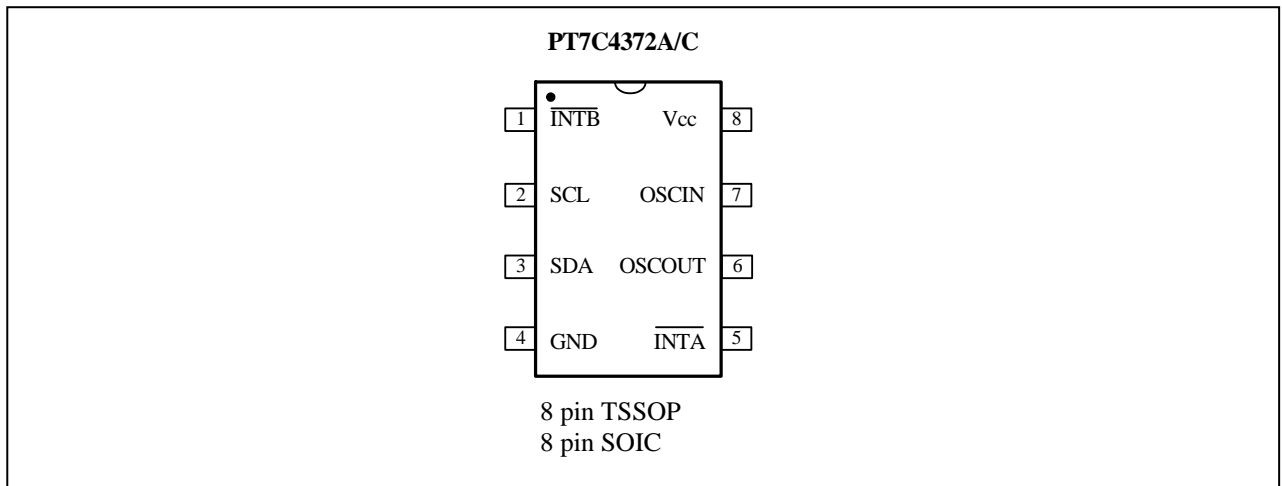 PT7C4372A/C
1 INTB Vcc 8
2 SCL OSCIN 7
3 SDA OSCOUT 6
4 GND INTA 5
8 pin TSSOP
8 pin SOIC